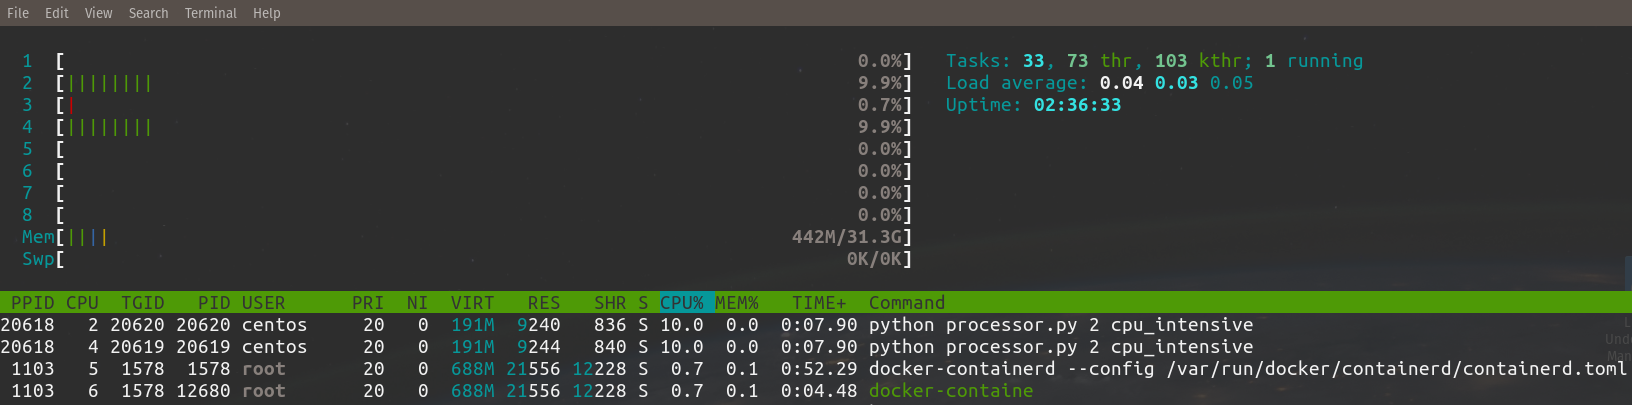 File Edit View Search Terminal Help
1 [ 0.0%] Tasks: 33, 73 thr, 103 kthr; 1 running
2 [|||||||| 9.9%] Load average: 0.04 0.03 0.05
3 [| 0.7%] Uptime: 02:36:33
4 [|||||||| 9.9%]
5 [ 0.0%]
6 [ 0.0%]
7 [ 0.0%]
8 [ 0.0%]
Mem[|||| 442M/31.3G]
Swp[ 0K/0K]
PPID CPU TGID PID USER PRI NI VIRT RES SHR S CPU% MEM% TIME+ Command
20618 2 20620 20620 centos 20 0 191M 9240 836 S 10.0 0.0 0:07.90 python processor.py 2 cpu_intensive
20618 4 20619 20619 centos 20 0 191M 9244 840 S 10.0 0.0 0:07.90 python processor.py 2 cpu_intensive
1103 5 1578 1578 root 20 0 688M 21556 12228 S 0.7 0.1 0:52.29 docker-containerd --config /var/run/docker/containerd/containerd.toml
1103 6 1578 12680 root 20 0 688M 21556 12228 S 0.7 0.1 0:04.48 docker-containe